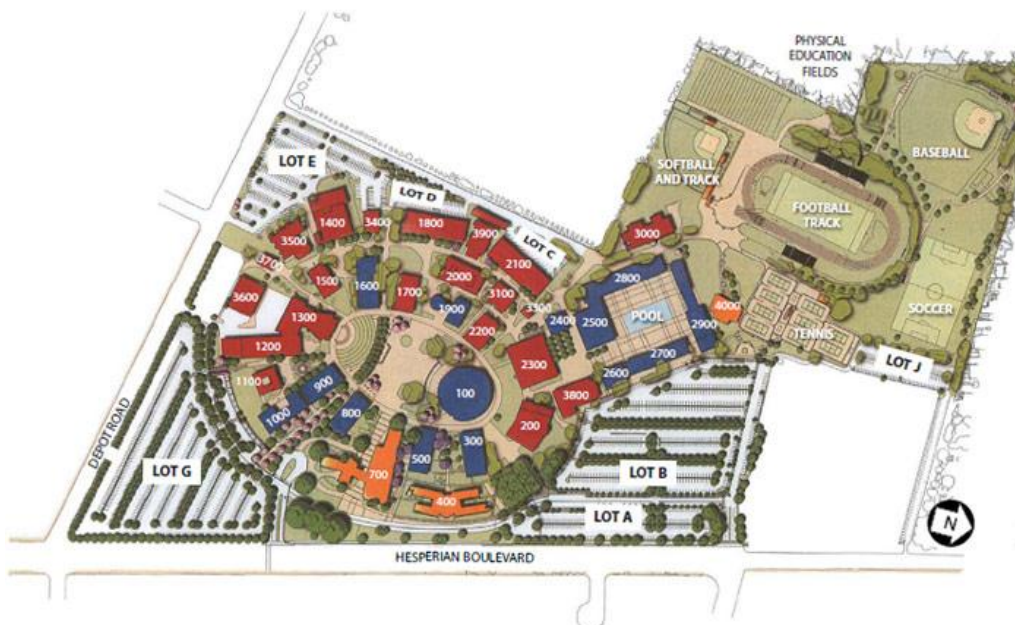 PHYSICAL
EDUCATION
FIELDS
BASEBALL
SOFTBALL
AND TRACK
FOOTBALL
TRACK
LOT E
LOT D
LOT C
1400
3400
1800
3900
2100
3000
3500
3700
1500
1600
1700
2000
1900
3100
3300
2200
2400
2500
2800
POOL
2900
4000
SOCCER
TENNIS
LOT J
3600
1300
1200
1100
900
1000
800
100
2300
2700
2600
3800
200
300
500
700
400
DEPOT ROAD
LOT G
LOT B
LOT A
N
HESPERIAN BOULEVARD